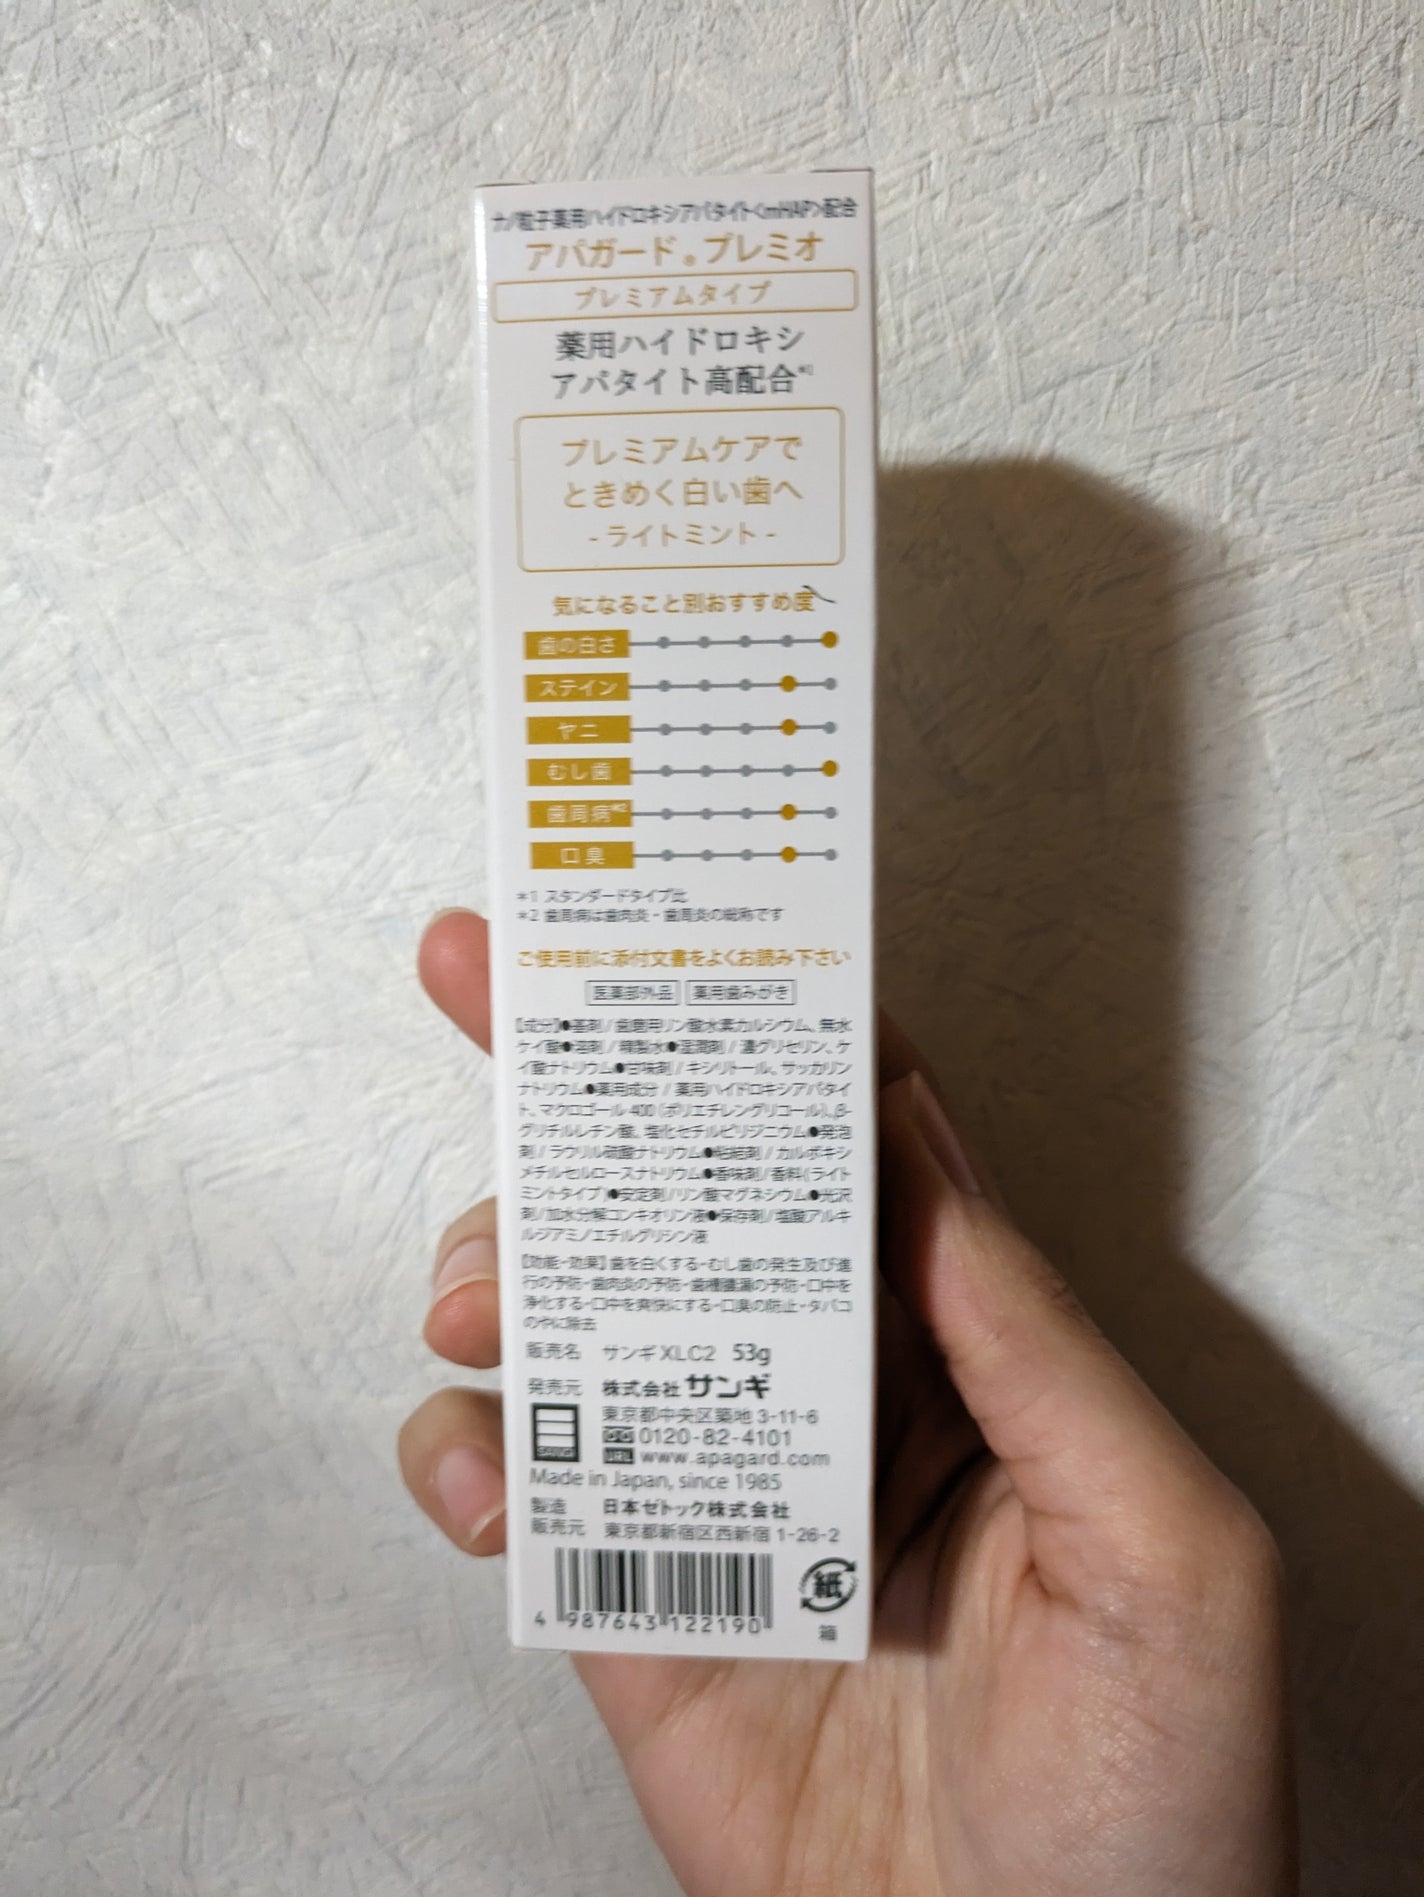 ナノ粒子薬用ハイドロキシアパタイト<mHAP>配合
アパガード®プレミオ
プレミアムタイプ
薬用ハイドロキシ
アパタイト高配合*1
プレミアムケアで
ときめく白い歯へ
-ライトミント-
気になること別おすすめ度
歯の白さ
ステイン
ヤニ
むし歯
歯周病*2
口臭
*1 スタンダードタイプ比
*2 歯周病は歯肉炎・歯周炎の総称です
ご使用前に添付文書をよくお読み下さい
医薬部外品 薬用歯みがき
【成分】●基剤/歯磨用リン酸水素カルシウム、無水
ケイ酸●溶剤/精製水●湿潤剤/濃グリセリン、ケ
イ酸ナトリウム●甘味剤/キシリトール、サッカリン
ナトリウム●薬用成分/薬用ハイドロキシアパタイ
ト、マクロゴール400(ポリエチレングリコール)、β-
グリチルレチン酸、塩化セチルピリジニウム●発泡
剤/ラウリル硫酸ナトリウム●粘結剤/カルボキシ
メチルセルロースナトリウム●香味剤/香料(ライト
ミントタイプ)●安定剤/リン酸マグネシウム●光沢
剤/加水分解コンキオリン液●保存剤/塩酸アルキ
ルジアミノエチルグリシン液
【効能・効果】歯を白くする・むし歯の発生及び進
行の予防・歯肉炎の予防・歯槽膿漏の予防・口中を
浄化する・口中を爽快にする・口臭の防止・タバコ
のやに除去
販売名 サンギXLC2 53g
発売元 株式会社サンギ
東京都中央区築地3-11-6
0120-82-4101
SANGI URL www.apagard.com
Made in Japan, since 1985
製造 日本ゼトック株式会社
販売元 東京都新宿区西新宿1-26-2
4 987643 122190
紙
箱